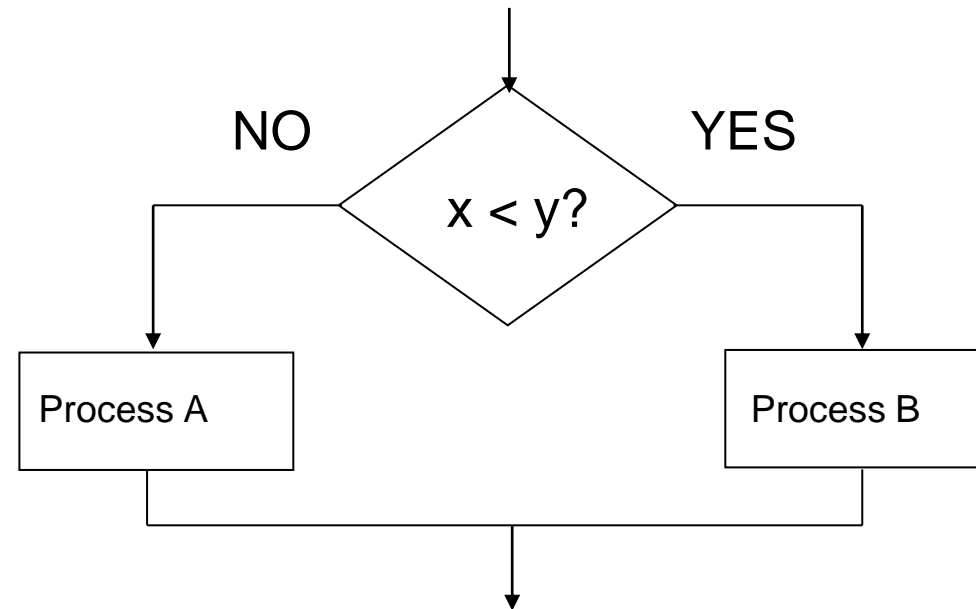 NO
YES
x < y?
Process A
Process B